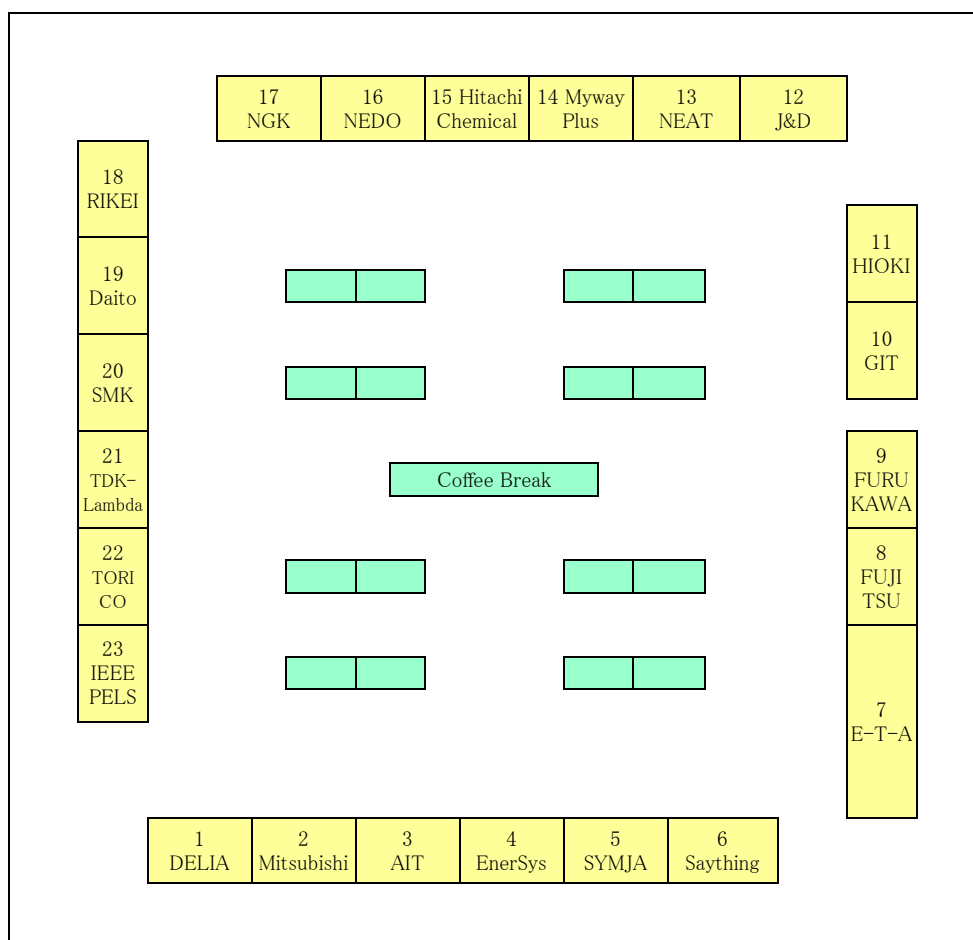 17
NGK
16
NEDO
15 Hitachi
Chemical
14 Myway
Plus
13
NEAT
12
J&D
18
RIKEI
11
HIOKI
19
Daito
10
GIT
20
SMK
21
TDK-
Lambda
Coffee Break
9
FURU
KAWA
22
TORI
CO
8
FUJI
TSU
23
IEEE
PELS
7
E-T-A
1
DELIA
2
Mitsubishi
3
AIT
4
EnerSys
5
SYMJA
6
Saything